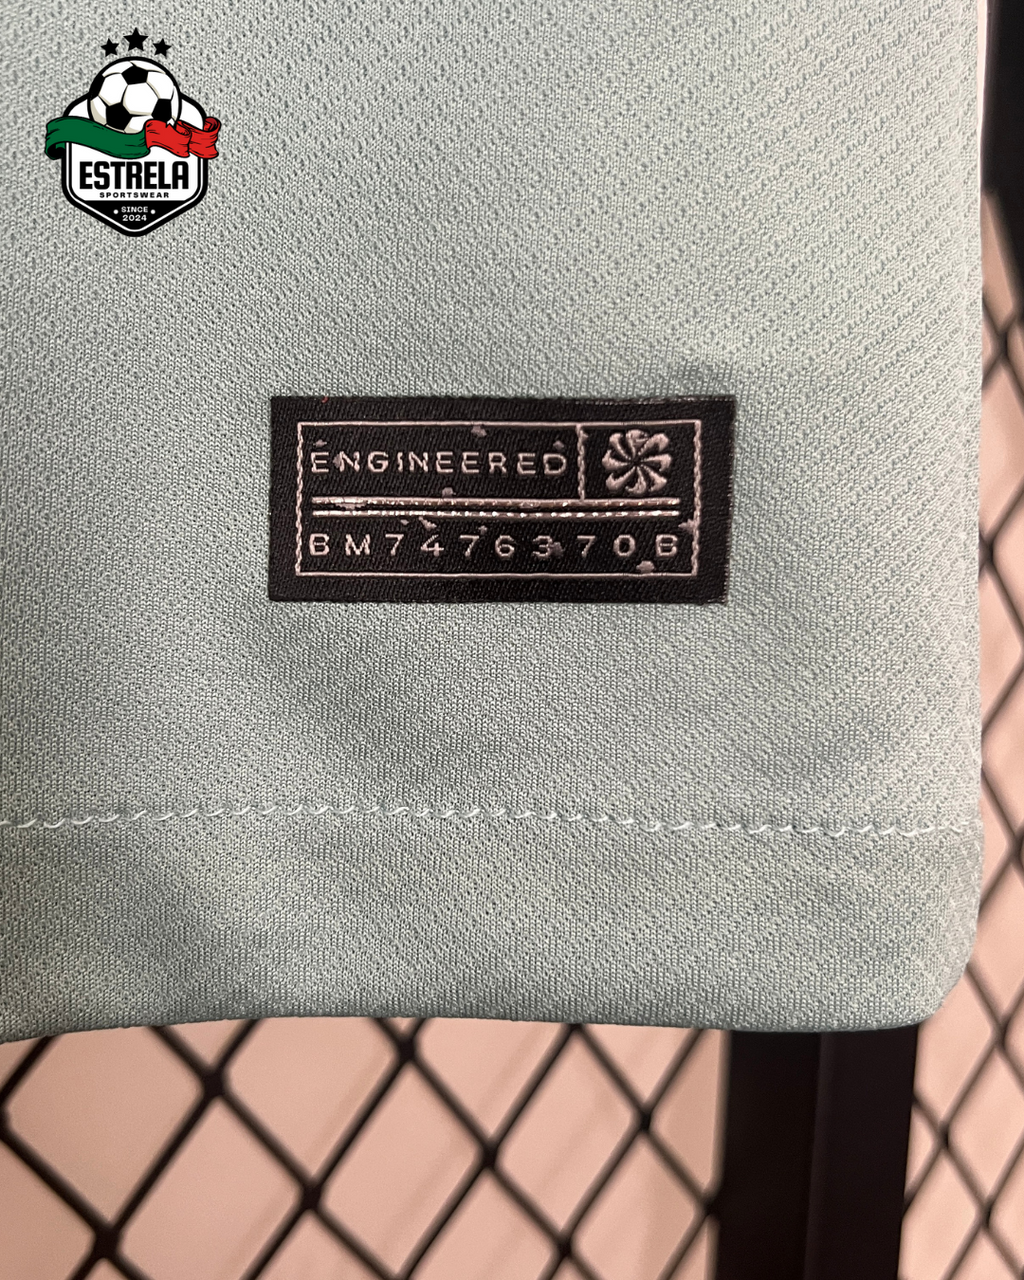 ESTRELA
SPORTSWEAR
SINCE
2024
ENGINEERED
BM7476370B